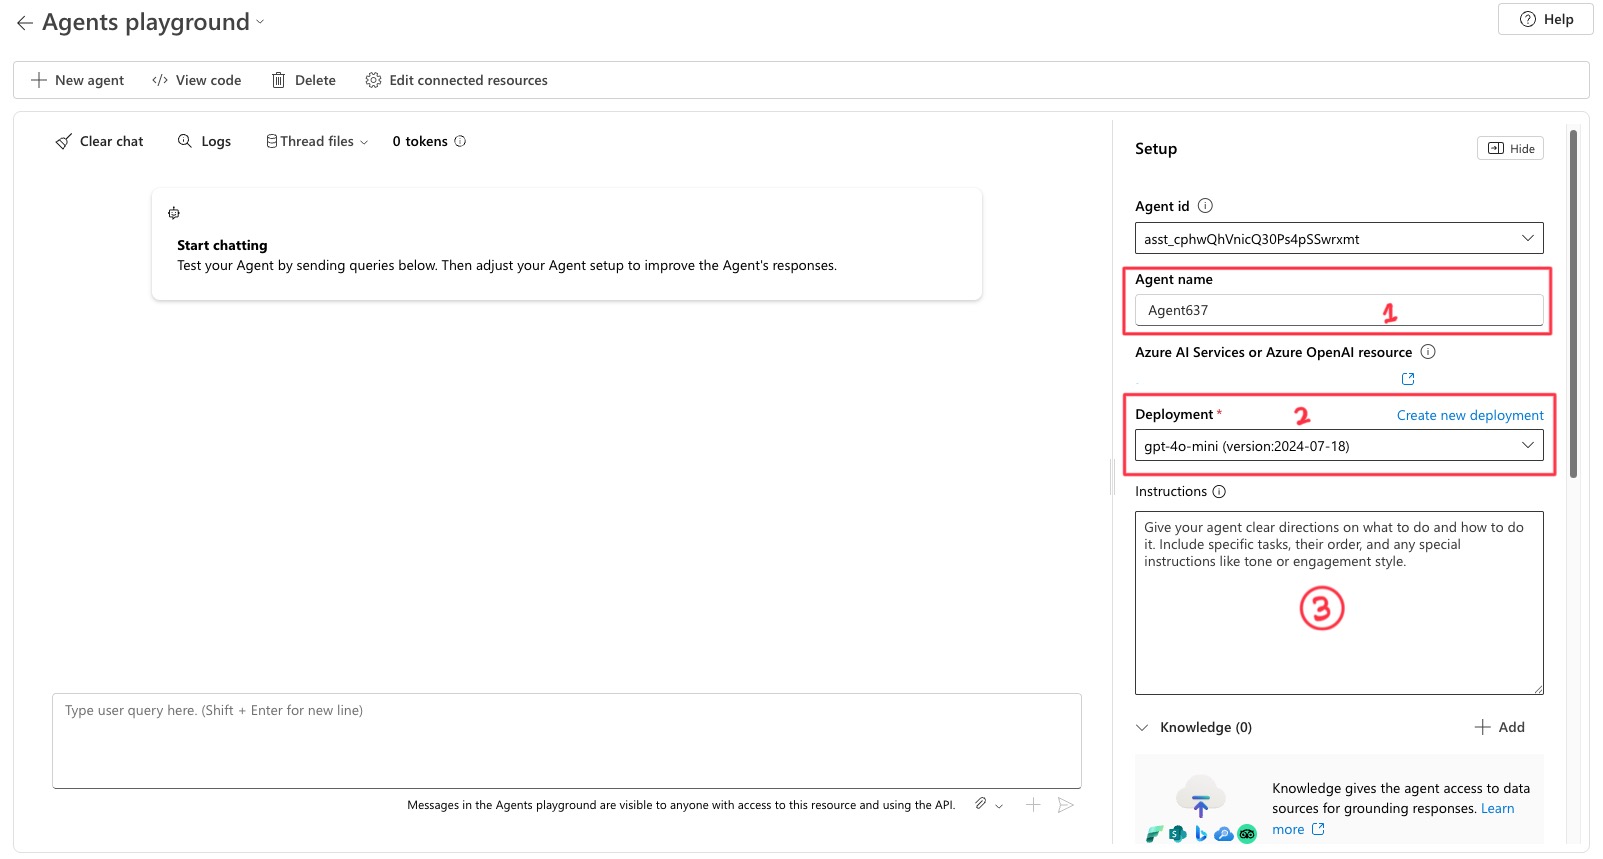 Agents playground
Help
New agent
View code
Delete
Edit connected resources
Clear chat
Logs
Thread files
0 tokens
Start chatting
Test your Agent by sending queries below. Then adjust your Agent setup to improve the Agent's responses.
Type user query here. (Shift + Enter for new line)
Messages in the Agents playground are visible to anyone with access to this resource and using the API.
Setup
Hide
Agent id
asst_cphwQhVnicQ30Ps4pSSwrxmt
Agent name
Agent637
1
Azure AI Services or Azure OpenAI resource
Deployment *
2
Create new deployment
gpt-4o-mini (version:2024-07-18)
Instructions
Give your agent clear directions on what to do and how to do
it. Include specific tasks, their order, and any special
instructions like tone or engagement style.
3
Knowledge (0)
Add
Knowledge gives the agent access to data
sources for grounding responses. Learn
more